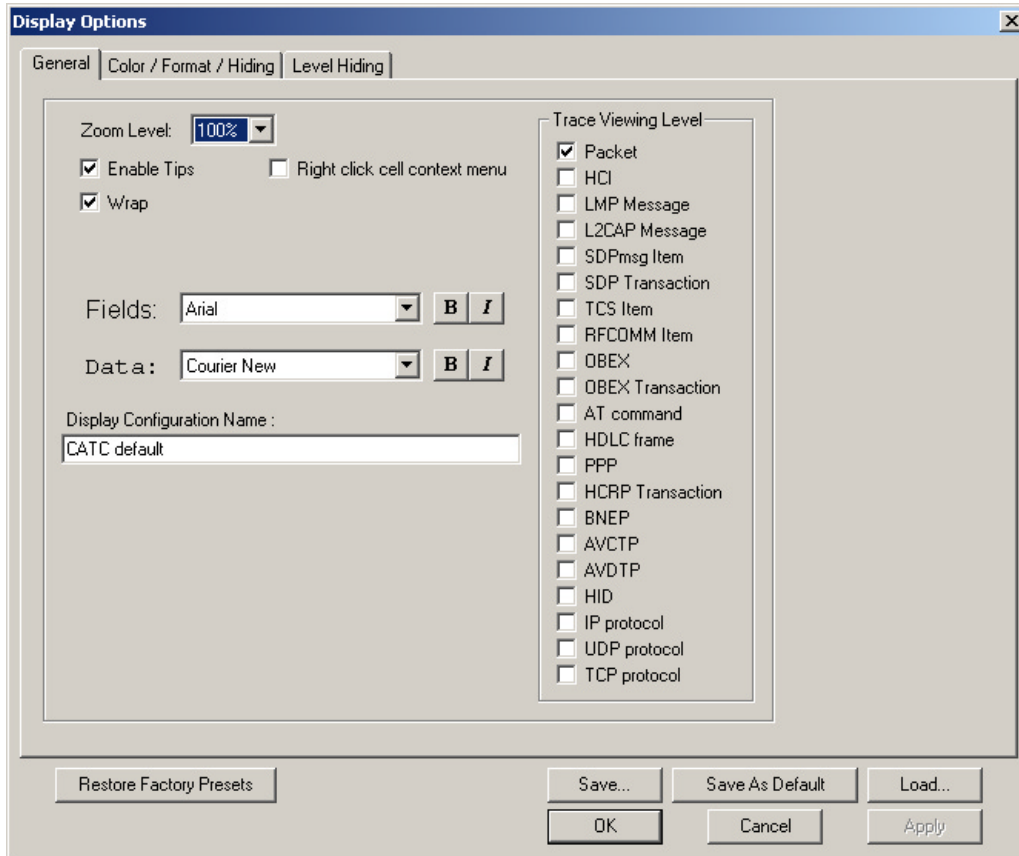 Display Options
General
Color / Format / Hiding
Level Hiding
Zoom Level: 100%
Enable Tips
Right click cell context menu
Wrap
Fields: Arial B I
Data: Courier New B I
Display Configuration Name :
CATC default
Trace Viewing Level
Packet
HCI
LMP Message
L2CAP Message
SDPmsg Item
SDP Transaction
TCS Item
RFCOMM Item
OBEX
OBEX Transaction
AT command
HDLC frame
PPP
HCRP Transaction
BNEP
AVCTP
AVDTP
HID
IP protocol
UDP protocol
TCP protocol
Restore Factory Presets
Save...
Save As Default
Load...
OK
Cancel
Apply